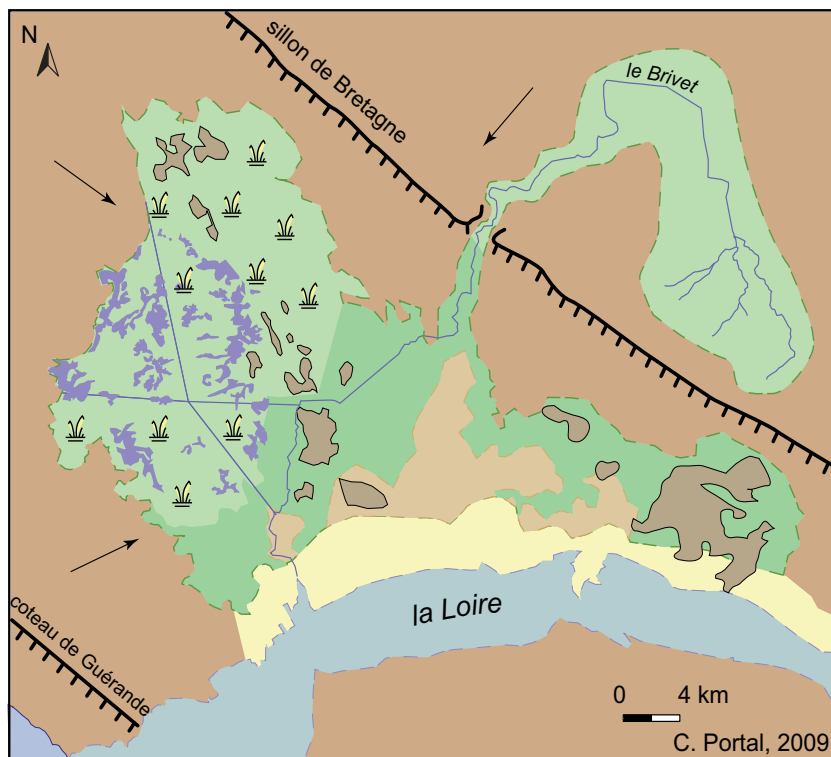 N
sillon de Bretagne
le Brivet
la Loire
coteau de Guérande
0 4 km
C. Portal, 2009